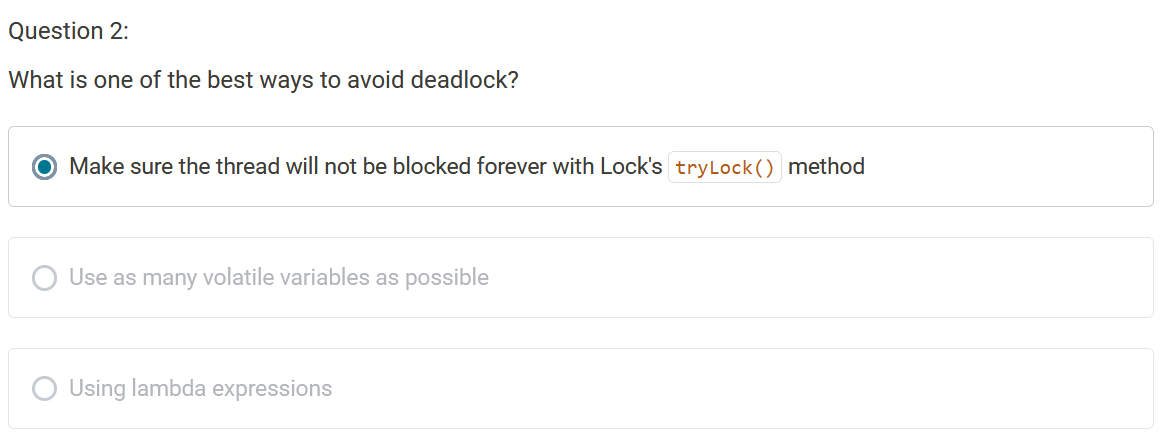 Question 2:
What is one of the best ways to avoid deadlock?
Make sure the thread will not be blocked forever with Lock's tryLock() method
Use as many volatile variables as possible
Using lambda expressions